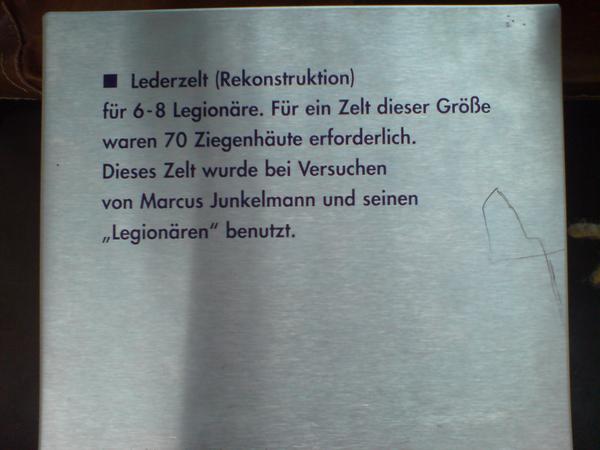 ■ Lederzelt (Rekonstruktion)
für 6-8 Legionäre. Für ein Zelt dieser Größe
waren 70 Ziegenhäute erforderlich.
Dieses Zelt wurde bei Versuchen
von Marcus Junkelmann und seinen
„Legionären“ benutzt.